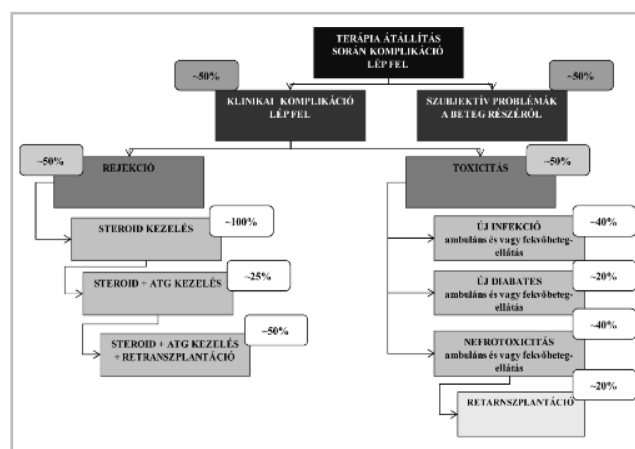 TERÁPIA ÁTÁLLÍTÁS
SORÁN KOMPLIKÁCIÓ
LÉP FEL
~50%
~50%
KLINIKAI KOMPLIKÁCIÓ
LÉP FEL
SZUBJEKTÍV PROBLÉMÁK
A BETEG RÉSZÉRŐL
~50%
REJEKCIÓ
TOXICITÁS
~50%
STEROID KEZELÉS
~100%
STEROID + ATG KEZELÉS
~25%
STEROID + ATG KEZELÉS
+ RETRANSZPLANTÁCIÓ
~50%
ÚJ INFEKCIÓ
ambuláns és vagy fekvőbeteg-
ellátás
~40%
ÚJ DIABATES
ambuláns és vagy fekvőbeteg-
ellátás
~20%
NEFROTOXICITÁS
ambuláns és vagy fekvőbeteg-
ellátás
~40%
RETARNSZPLANTÁCIÓ
~20%